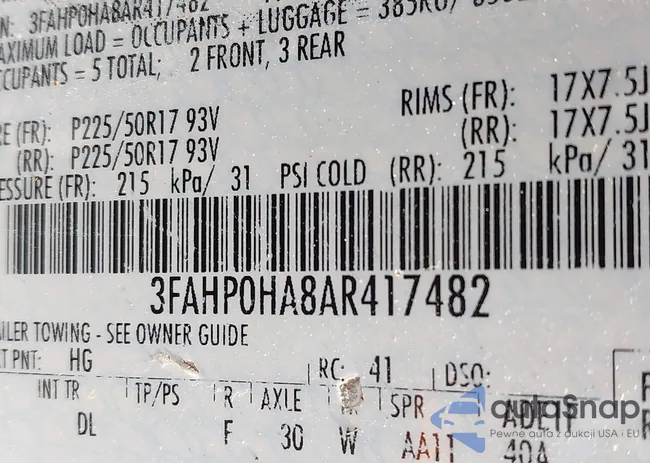 N: 3FAHP0HA8AR417482
AXIMUM LOAD = OCCUPANTS + LUGGAGE = 385KG/
CCUPANTS = 5 TOTAL; 2 FRONT, 3 REAR
RIMS (FR): 17X7.5J
RE (FR): P225/50R17 93V
(RR): 17X7.5J
(RR): P225/50R17 93V
ESSURE (FR): 215 kPa/ 31 PSI COLD (RR): 215 kPa/ 31
3FAHP0HA8AR417482
AILER TOWING - SEE OWNER GUIDE
T PNT: HG RC: 41 DSO:
INT TR TP/PS R AXLE SPR
DL F 30 W AA11
40A
autaSnap
Pewne auta z aukcji USA i EU